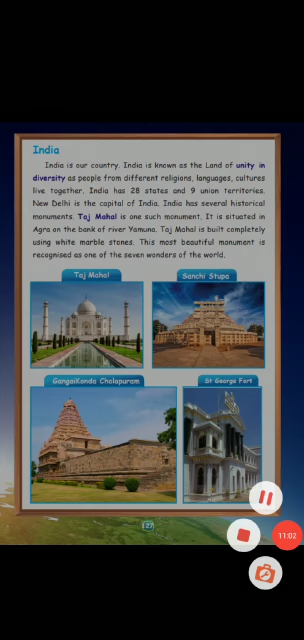 India
India is our country. India is known as the Land of unity in
diversity as people from different religions, languages, cultures
live together. India has 28 states and 9 union territories.
New Delhi is the capital of India. India has several historical
monuments. Taj Mahal is one such monument. It is situated in
Agra on the bank of river Yamuna. Taj Mahal is built completely
using white marble stones. This most beautiful monument is
recognised as one of the seven wonders of the world.
Taj Mahal
Sanchi Stupa
GangaiKonda Cholapuram
St George Fort
127
11:02